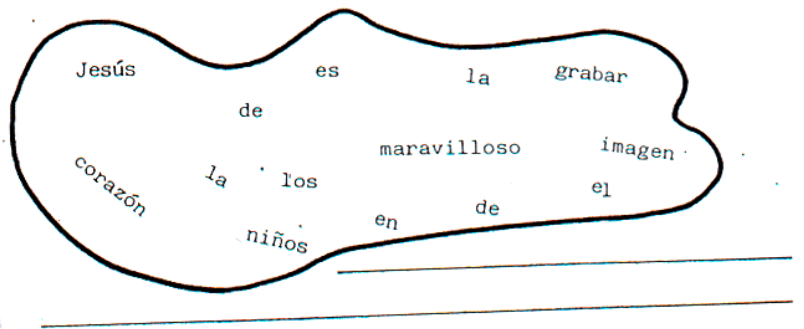 Jesús es la grabar
de
maravilloso imagen
corazón la los el
niños en de